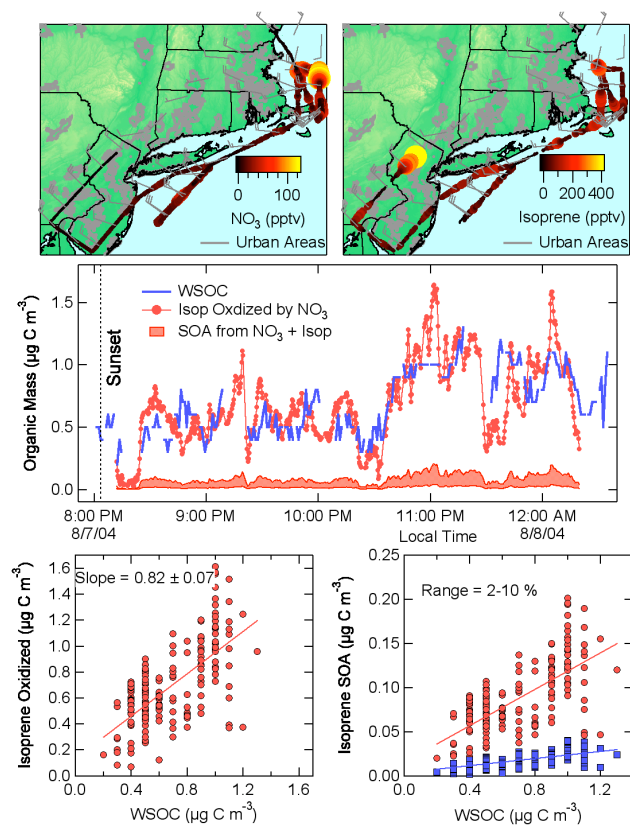 0 100
NO3 (pptv)
Urban Areas
0 200 400
Isoprene (pptv)
Urban Areas
Organic Mass (µg C m-3)
1.5
1.0
0.5
0.0
Sunset
WSOC
Isop Oxdized by NO3
SOA from NO3 + Isop
8:00 PM 9:00 PM 10:00 PM 11:00 PM 12:00 AM
8/7/04 Local Time 8/8/04
Isoprene Oxidized (µg C m-3)
1.6
1.4
1.2
1.0
0.8
0.6
0.4
0.2
0.0
Slope = 0.82 ± 0.07
0.0 0.4 0.8 1.2 1.6
WSOC (µg C m-3)
Isoprene SOA (µg C m-3)
0.25
0.20
0.15
0.10
0.05
0.00
Range = 2-10 %
0.0 0.4 0.8 1.2
WSOC (µg C m-3)